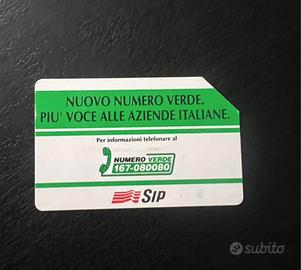 NUOVO NUMERO VERDE.
PIU' VOCE ALLE AZIENDE ITALIANE.
Per informazioni telefonare al
NUMERO VERDE
167-080080
SIP
subito